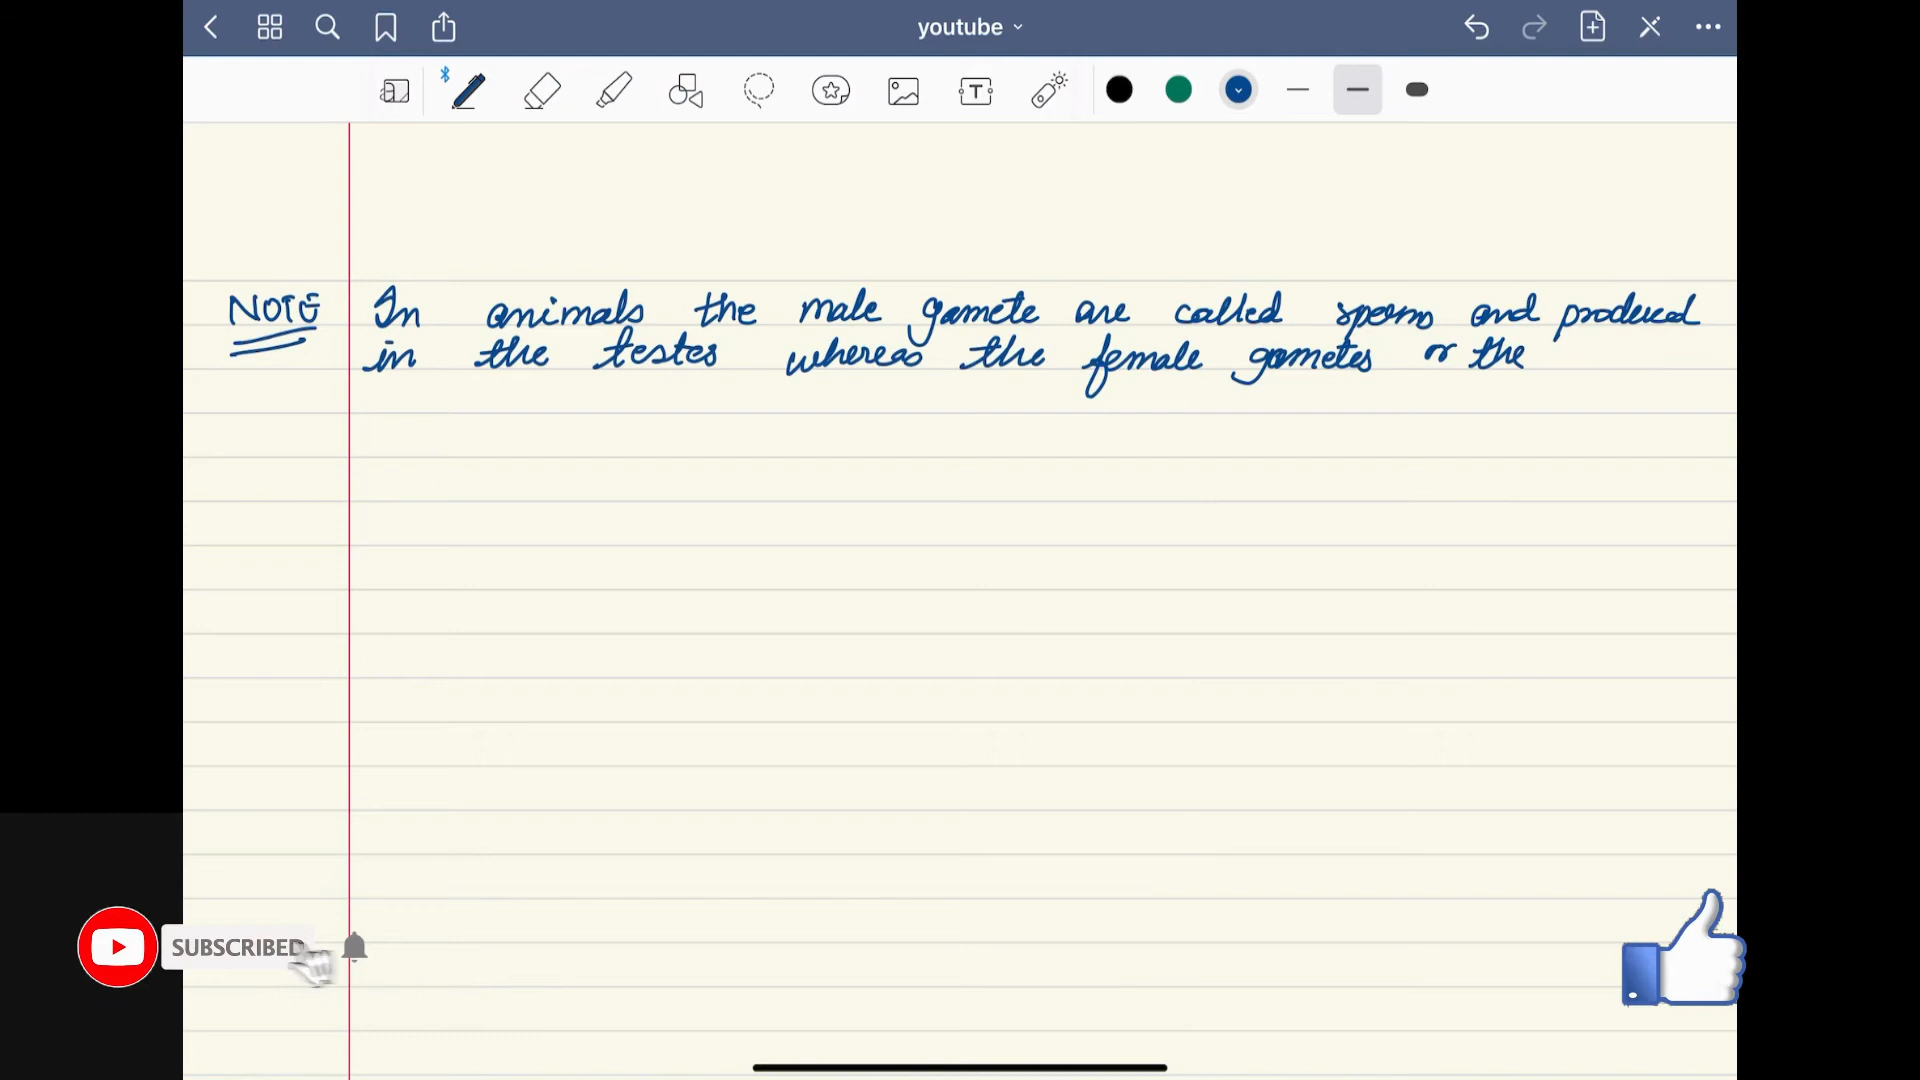 youtube
NOTE In animals the male gamete are called sperms and produced
in the testes whereas the female gametes or the
SUBSCRIBED